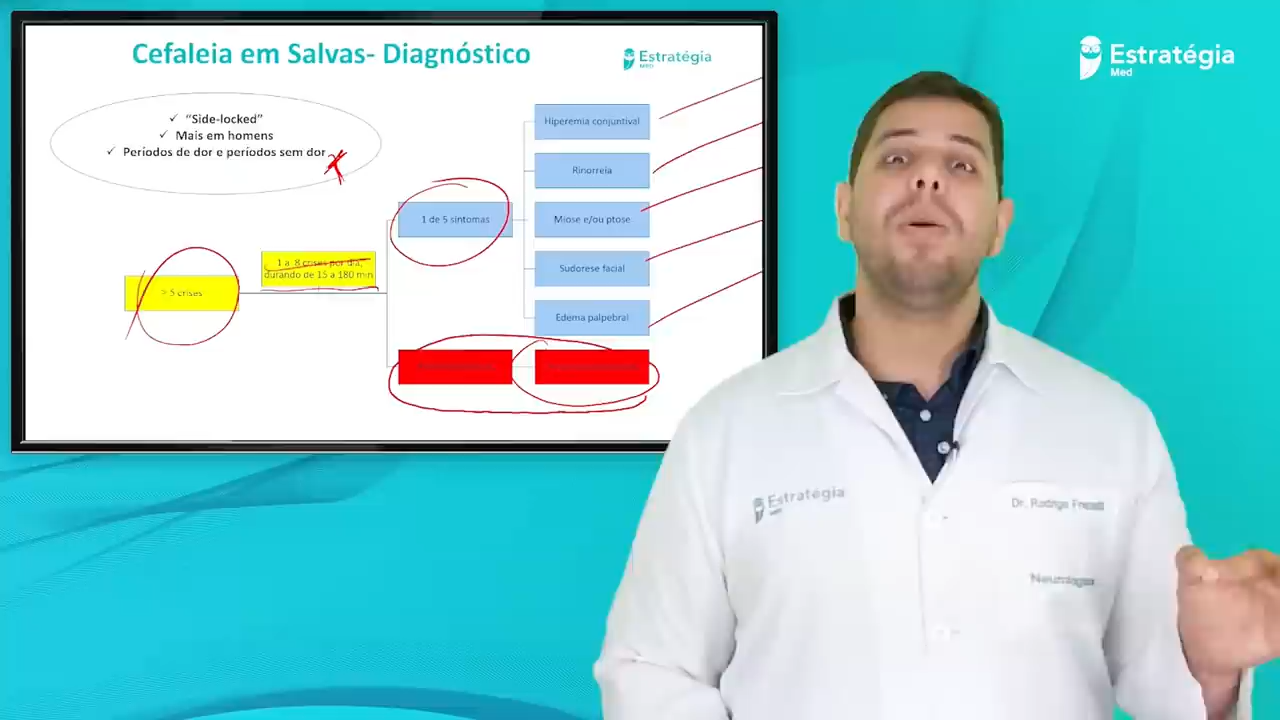 Cefaleia em Salvas- Diagnóstico
Estratégia
MED
✓ “Side-locked”
✓ Mais em homens
✓ Períodos de dor e períodos sem dor
> 5 crises
1 a 8 crises por dia,
durando de 15 a 180 min
1 de 5 sintomas
Hiperemia conjuntival
Rinorreia
Miose e/ou ptose
Sudorese facial
Edema palpebral
Estratégia
Med
Estratégia
MED
Dr. Rodrigo
Neurologia